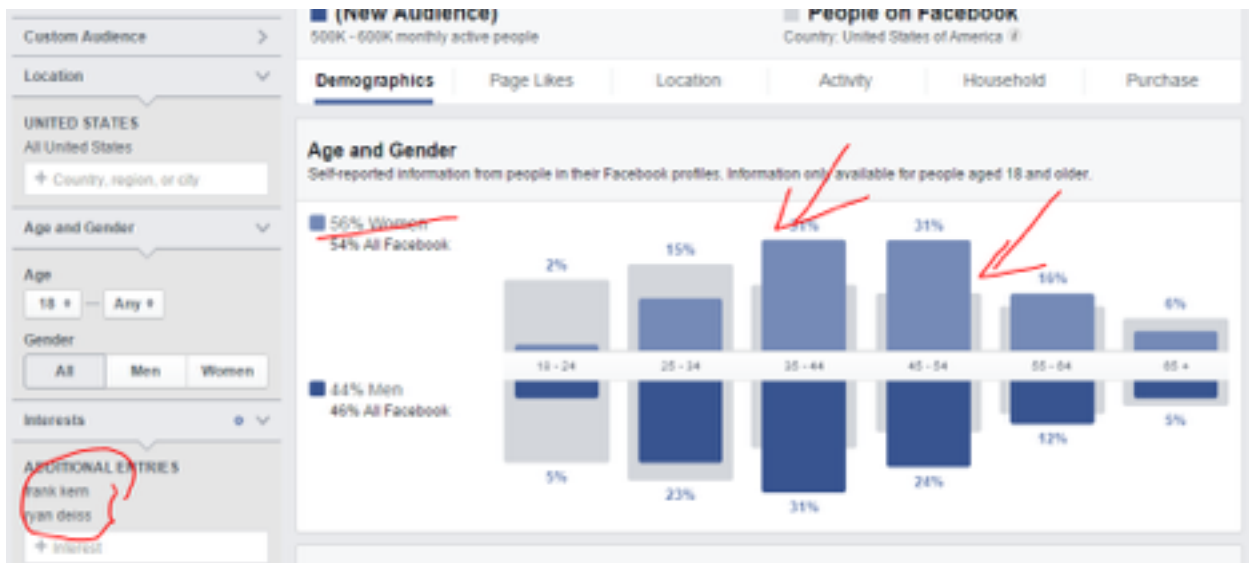 Custom Audience
Location
UNITED STATES
All United States
+ Country, region, or city
Age and Gender
Age
18 — Any
Gender
All Men Women
Interests
ADDITIONAL ENTRIES
frank kern
ryan deiss
+ Interest
(New Audience)
500K - 600K monthly active people
People on Facebook
Country: United States of America
Demographics Page Likes Location Activity Household Purchase
Age and Gender
Self-reported information from people in their Facebook profiles. Information only available for people aged 18 and older.
56% Women
54% All Facebook
2% 15% 31% 31% 16% 6%
18 - 24 25 - 34 35 - 44 45 - 54 55 - 64 65 +
44% Men
46% All Facebook
5% 23% 31% 24% 12% 5%